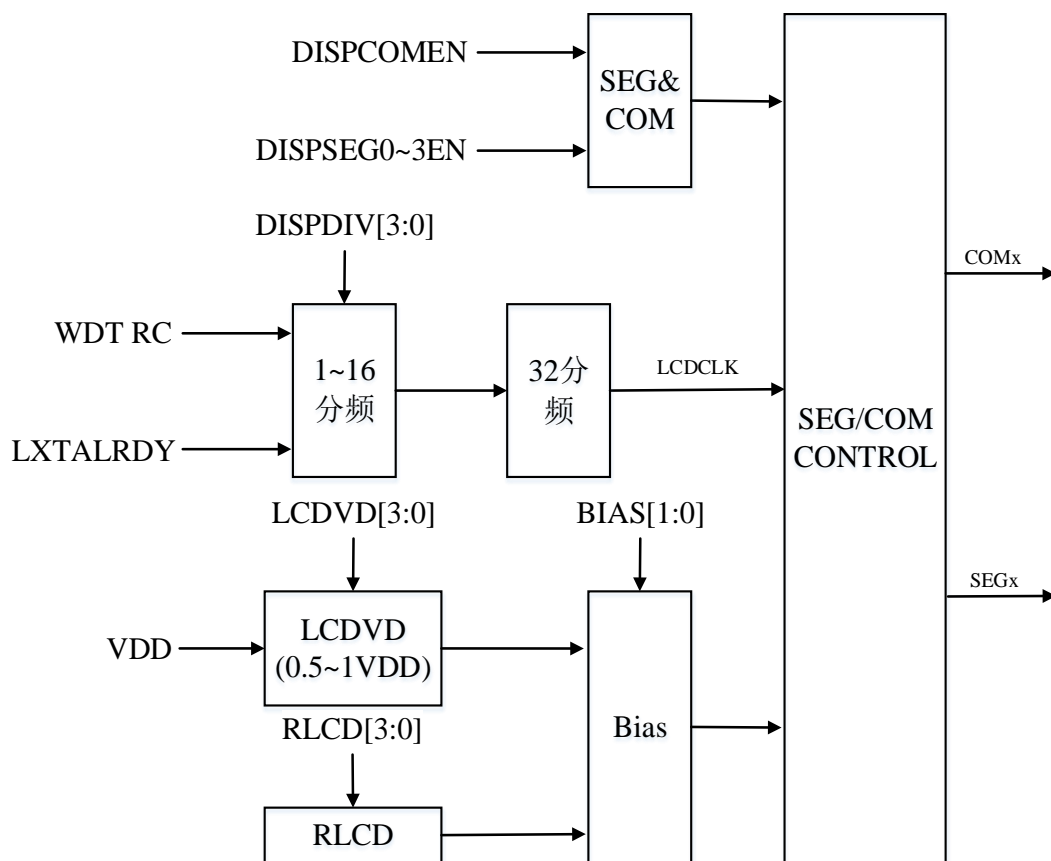 DISPCOMEN
SEG&
COM
DISPSEG0~3EN
DISPDIV[3:0]
COMx
WDT RC
1~16
分频
32分
频
LCDCLK
LXTALRDY
SEG/COM
CONTROL
LCDVD[3:0]
BIAS[1:0]
SEGx
VDD
LCDVD
(0.5~1VDD)
RLCD[3:0]
Bias
RLCD